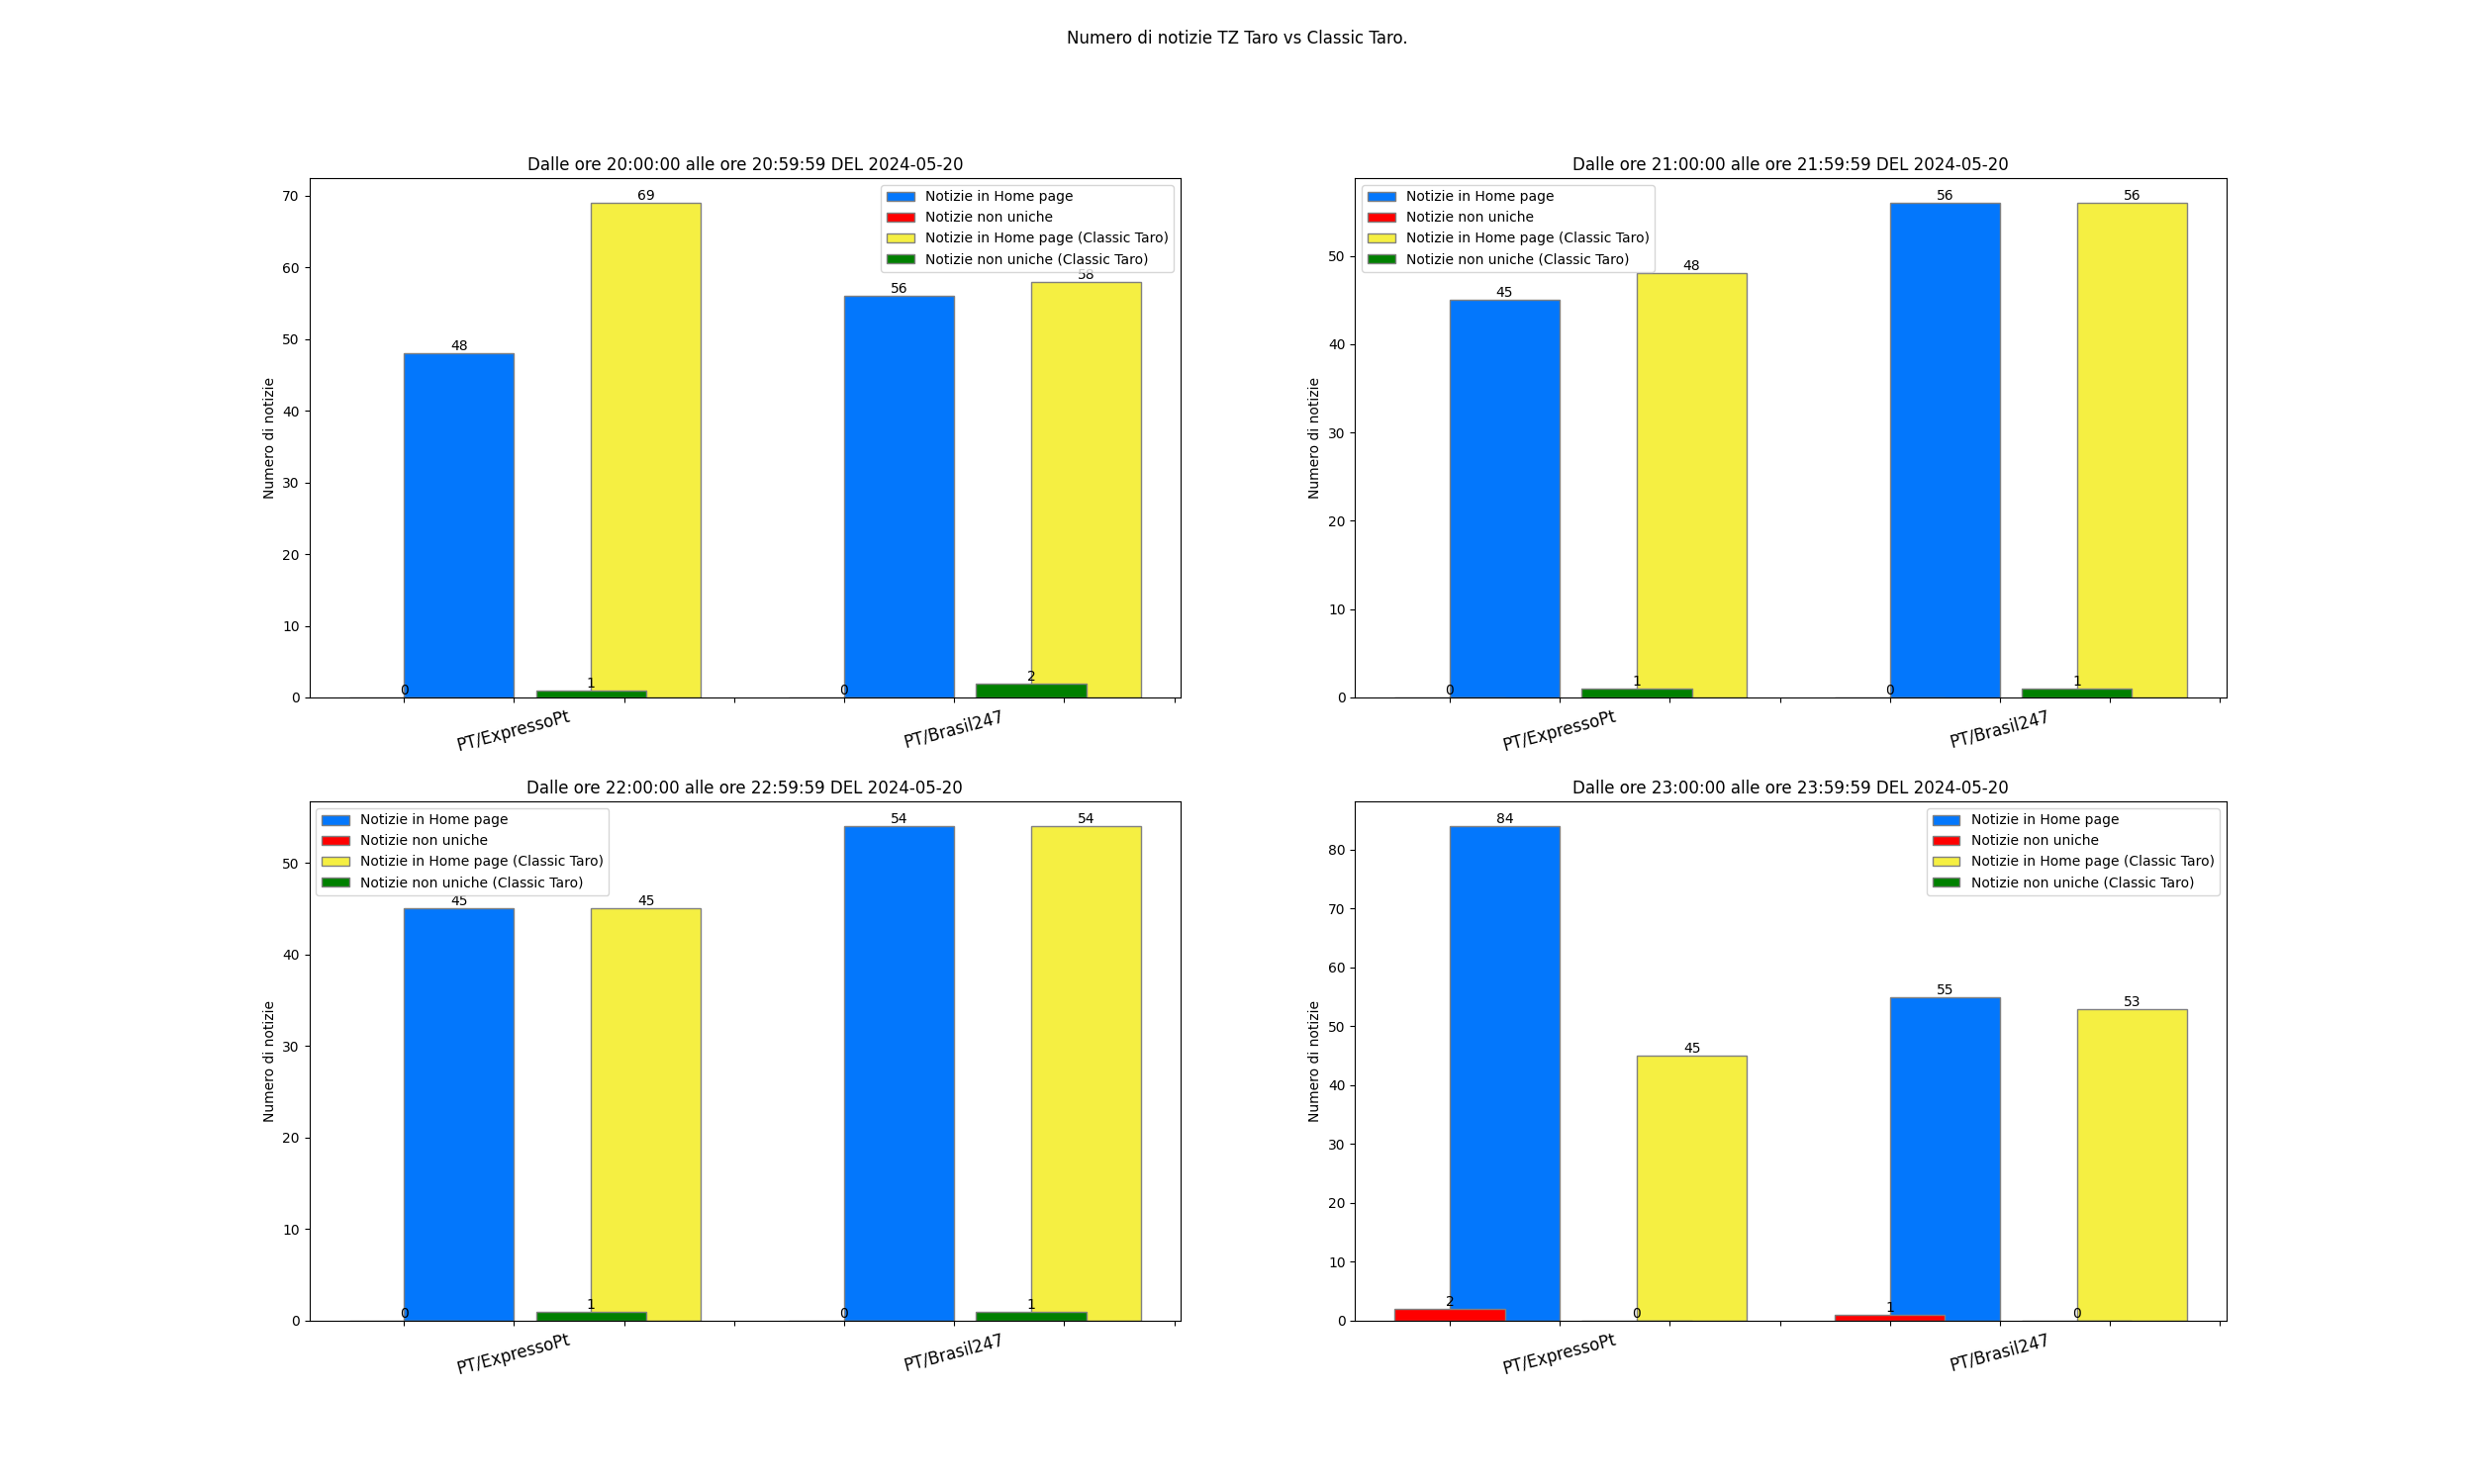 Numero di notizie TZ Taro vs Classic Taro.
Dalle ore 20:00:00 alle ore 20:59:59 DEL 2024-05-20
Numero di notizie
70
60
50
40
30
20
10
0
Notizie in Home page
Notizie non uniche
Notizie in Home page (Classic Taro)
Notizie non uniche (Classic Taro)
69
58
56
48
0
1
0
2
PT/ExpressoPt
PT/Brasil247
Dalle ore 21:00:00 alle ore 21:59:59 DEL 2024-05-20
Numero di notizie
50
40
30
20
10
0
Notizie in Home page
Notizie non uniche
Notizie in Home page (Classic Taro)
Notizie non uniche (Classic Taro)
56
56
48
45
0
1
0
1
PT/ExpressoPt
PT/Brasil247
Dalle ore 22:00:00 alle ore 22:59:59 DEL 2024-05-20
Numero di notizie
50
40
30
20
10
0
Notizie in Home page
Notizie non uniche
Notizie in Home page (Classic Taro)
Notizie non uniche (Classic Taro)
54
54
45
45
0
1
0
1
PT/ExpressoPt
PT/Brasil247
Dalle ore 23:00:00 alle ore 23:59:59 DEL 2024-05-20
Numero di notizie
80
70
60
50
40
30
20
10
0
Notizie in Home page
Notizie non uniche
Notizie in Home page (Classic Taro)
Notizie non uniche (Classic Taro)
84
55
53
45
2
0
1
0
PT/ExpressoPt
PT/Brasil247